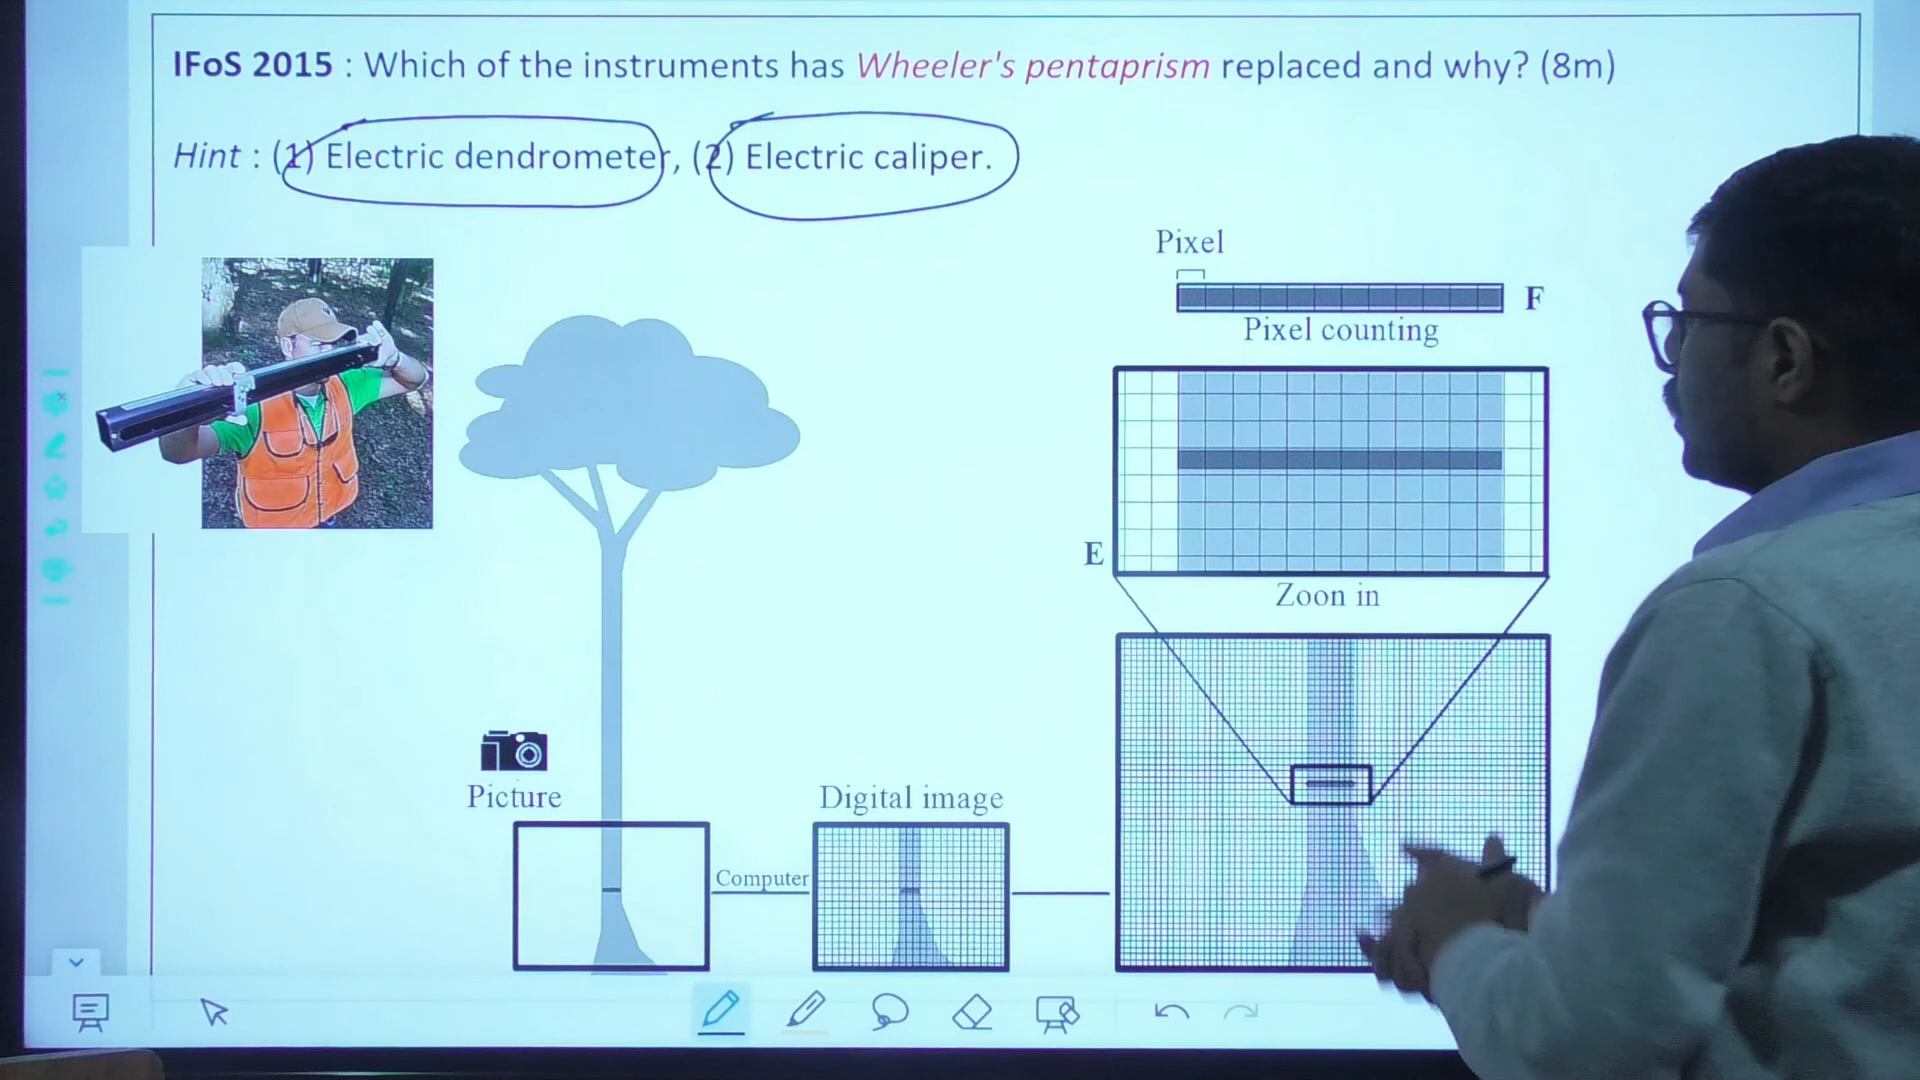 IFoS 2015 : Which of the instruments has Wheeler's pentaprism replaced and why? (8m)
Hint : (1) Electric dendrometer, (2) Electric caliper.
Pixel
F
Pixel counting
E
Zoon in
Picture
Digital image
Computer